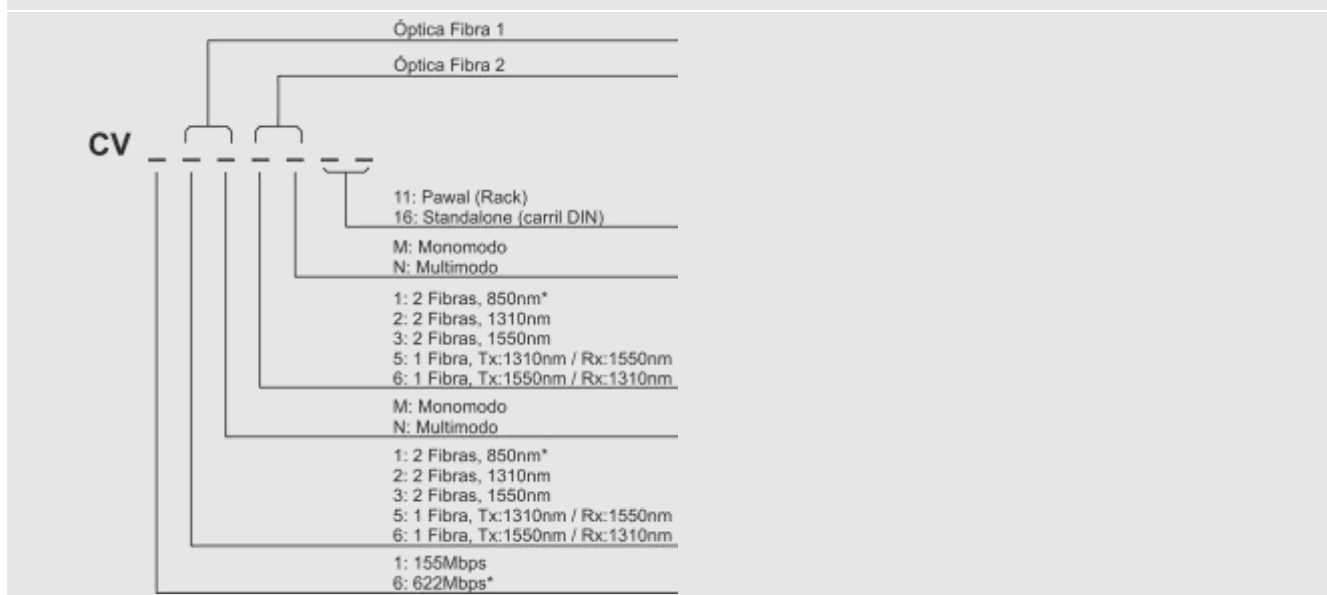 Óptica Fibra 1
Óptica Fibra 2
CV _ _ _ _ _ _ _
11: Pawal (Rack)
16: Standalone (carril DIN)
M: Monomodo
N: Multimodo
1: 2 Fibras, 850nm*
2: 2 Fibras, 1310nm
3: 2 Fibras, 1550nm
5: 1 Fibra, Tx:1310nm / Rx:1550nm
6: 1 Fibra, Tx:1550nm / Rx:1310nm
M: Monomodo
N: Multimodo
1: 2 Fibras, 850nm*
2: 2 Fibras, 1310nm
3: 2 Fibras, 1550nm
5: 1 Fibra, Tx:1310nm / Rx:1550nm
6: 1 Fibra, Tx:1550nm / Rx:1310nm
1: 155Mbps
6: 622Mbps*